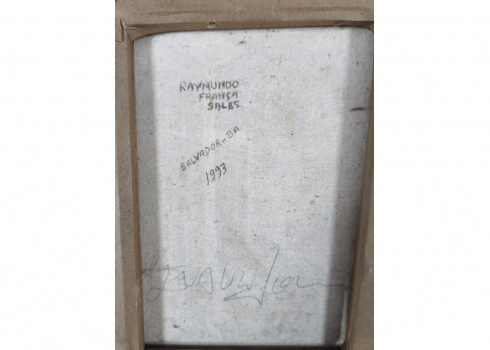 RAYMUNDO
FRANÇA
SALES
SALVADOR-BA
1993